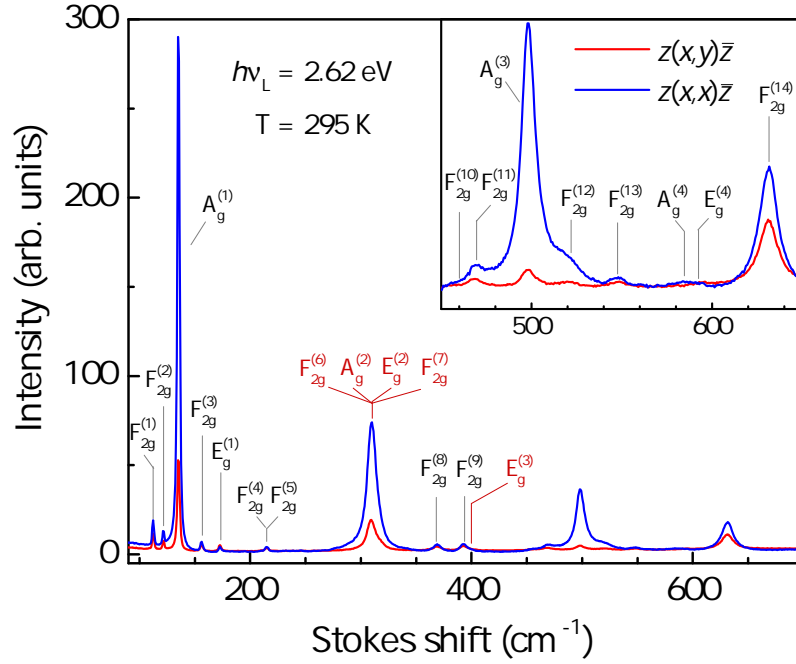 300
200
100
0
Intensity (arb. units)
hν_L = 2.62 eV
T = 295 K
A_g^(1)
F_2g^(1)
F_2g^(2)
F_2g^(3)
E_g^(1)
F_2g^(4) F_2g^(5)
F_2g^(6) A_g^(2) E_g^(2) F_2g^(7)
F_2g^(8) F_2g^(9) E_g^(3)
200 400 600
Stokes shift (cm⁻¹)
z(x,y)z̅
z(x,x)z̅
A_g^(3)
F_2g^(14)
F_2g^(10) F_2g^(11)
F_2g^(12) F_2g^(13) A_g^(4) E_g^(4)
500 600